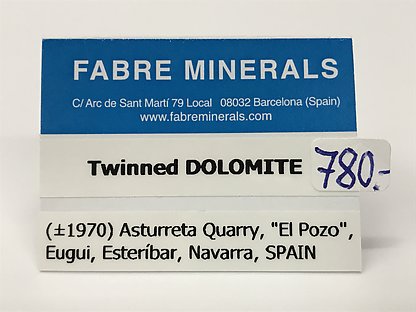 FABRE MINERALS
C/ Arc de Sant Martí 79 Local 08032 Barcelona (Spain)
www.fabreminerals.com
Twinned DOLOMITE 780.-
(±1970) Asturreta Quarry, "El Pozo",
Eugui, Esteríbar, Navarra, SPAIN